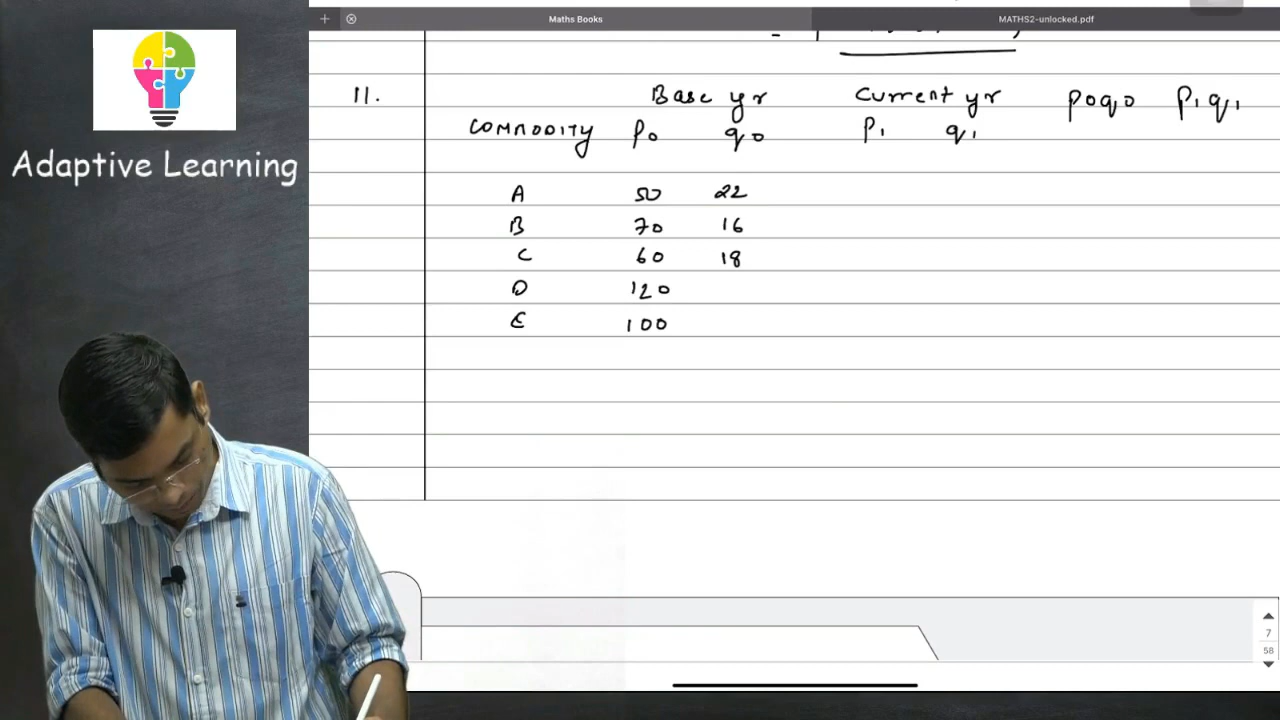 Maths Books
MATHS2-unlocked.pdf
Adaptive Learning
11. Base yr Current yr p0q0 p1q1
COMMODITY p0 q0 p1 q1
A 50 22
B 70 16
C 60 18
D 120
E 100
7
58